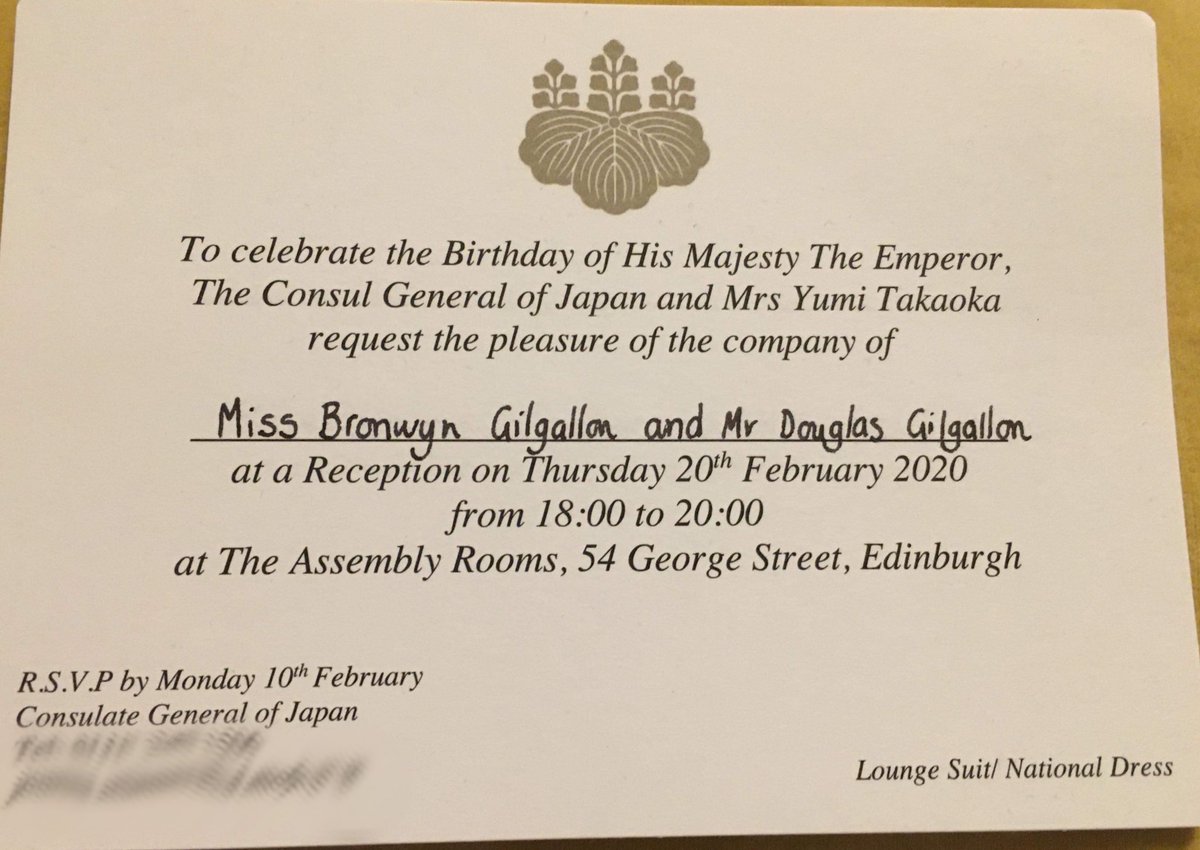 To celebrate the Birthday of His Majesty The Emperor,
The Consul General of Japan and Mrs Yumi Takaoka
request the pleasure of the company of
Miss Bronwyn Gilgallon and Mr Douglas Gilgallon
at a Reception on Thursday 20th February 2020
from 18:00 to 20:00
at The Assembly Rooms, 54 George Street, Edinburgh
R.S.V.P by Monday 10th February
Consulate General of Japan
Lounge Suit/ National Dress